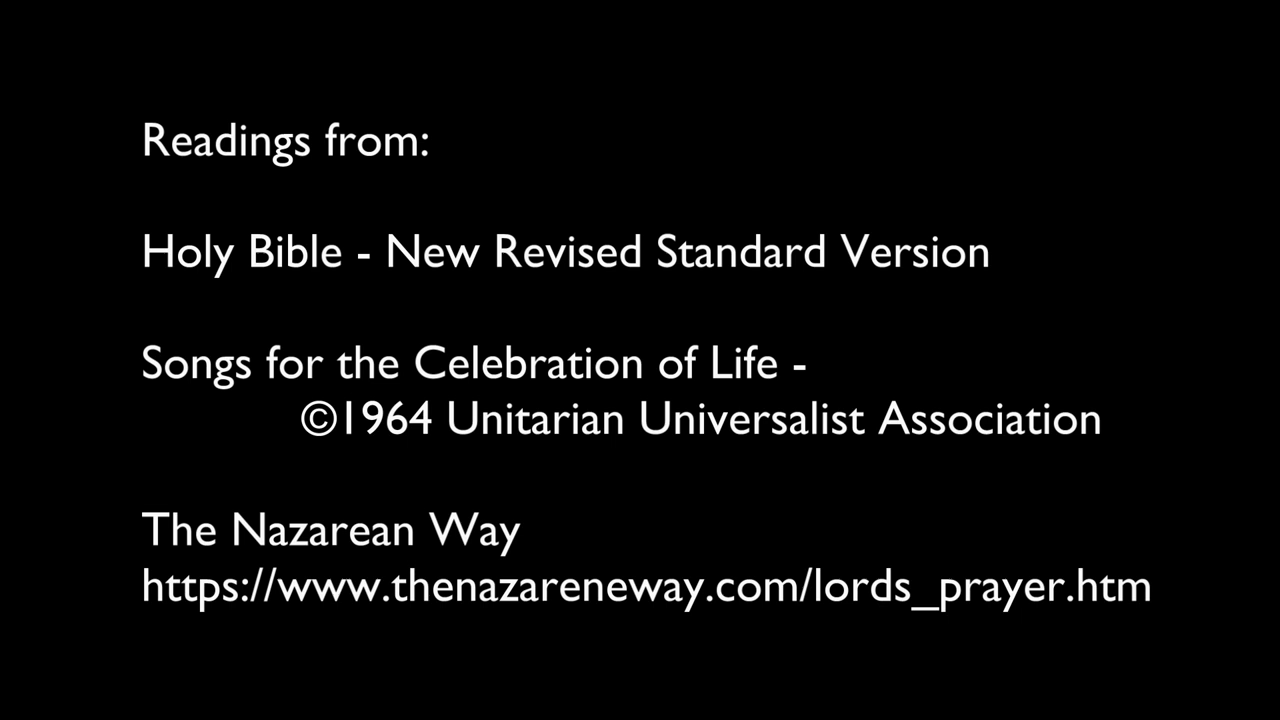 Readings from:
Holy Bible - New Revised Standard Version
Songs for the Celebration of Life -
©1964 Unitarian Universalist Association
The Nazarean Way
https://www.thenazareneway.com/lords_prayer.htm